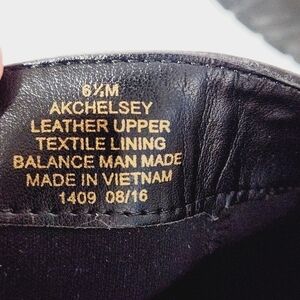 6½M
AKCHELSEY
LEATHER UPPER
TEXTILE LINING
BALANCE MAN MADE
MADE IN VIETNAM
1409 08/16